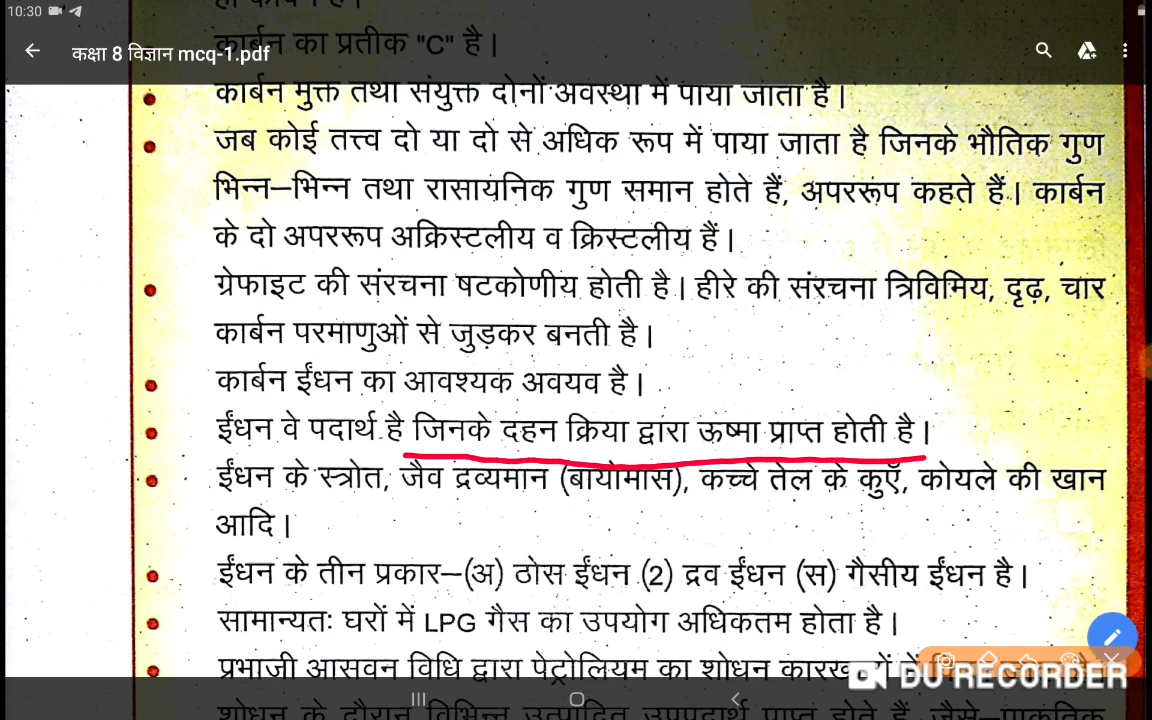 10:30
कार्बन का प्रतीक "C" है |
कक्षा 8 विज्ञान mcq-1.pdf
कार्बन मुक्त तथा संयुक्त दोनों अवस्था में पाया जाता है |
जब कोई तत्त्व दो या दो से अधिक रूप में पाया जाता है जिनके भौतिक गुण
भिन्न–भिन्न तथा रासायनिक गुण समान होते हैं, अपररूप कहते हैं | कार्बन
के दो अपररूप अक्रिस्टलीय व क्रिस्टलीय हैं |
ग्रेफाइट की संरचना षटकोणीय होती है | हीरे की संरचना त्रिविमिय, दृढ़, चार
कार्बन परमाणुओं से जुड़कर बनती है |
कार्बन ईंधन का आवश्यक अवयव है |
ईंधन वे पदार्थ है जिनके दहन क्रिया द्वारा ऊष्मा प्राप्त होती है |
ईंधन के स्त्रोत, जैव द्रव्यमान (बायोमास), कच्चे तेल के कुएँ, कोयले की खान
आदि |
ईंधन के तीन प्रकार–(अ) ठोस ईंधन (2) द्रव ईंधन (स) गैसीय ईंधन है |
सामान्यतः घरों में LPG गैस का उपयोग अधिकतम होता है |
प्रभाजी आसवन विधि द्वारा पेट्रोलियम का शोधन
DU RECORDER
शोधन के दौरान विभिन्न उत्पादित उपपदार्थ प्राप्त होते हैं, जैसे–प्राकृतिक